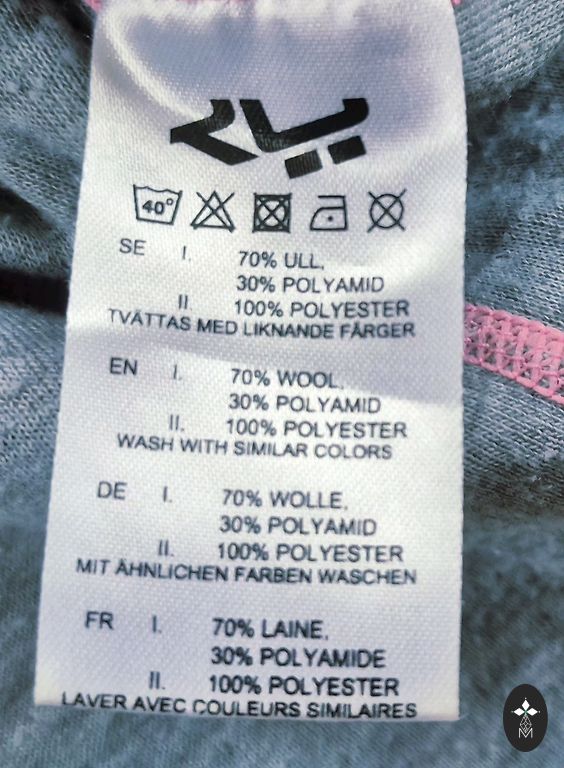 40°
SE I. 70% ULL,
30% POLYAMID
II 100% POLYESTER
TVÄTTAS MED LIKNANDE FÄRGER
EN I. 70% WOOL,
30% POLYAMID
II. 100% POLYESTER
WASH WITH SIMILAR COLORS
DE I. 70% WOLLE,
30% POLYAMID
II. 100% POLYESTER
MIT ÄHNLICHEN FARBEN WASCHEN
FR I. 70% LAINE,
30% POLYAMIDE
II. 100% POLYESTER
LAVER AVEC COULEURS SIMILAIRES
M